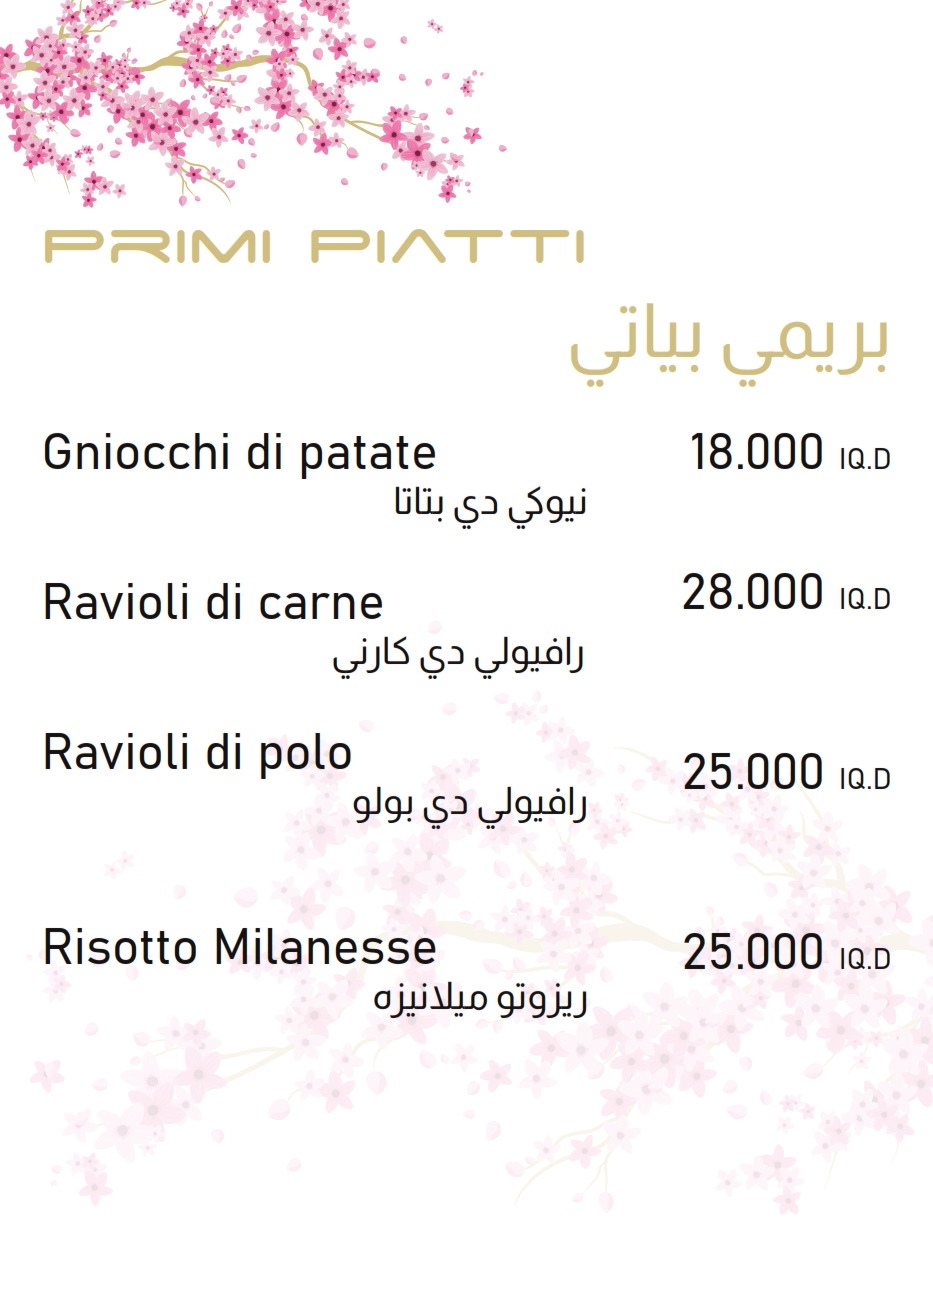 PRIMI PIATTI
بريمي بياتي
Gniocchi di patate 18.000 IQ.D
نيوكي دي بتاتا
Ravioli di carne 28.000 IQ.D
رافيولي دي كارني
Ravioli di polo 25.000 IQ.D
رافيولي دي بولو
Risotto Milanesse 25.000 IQ.D
ريزوتو ميلانيزه